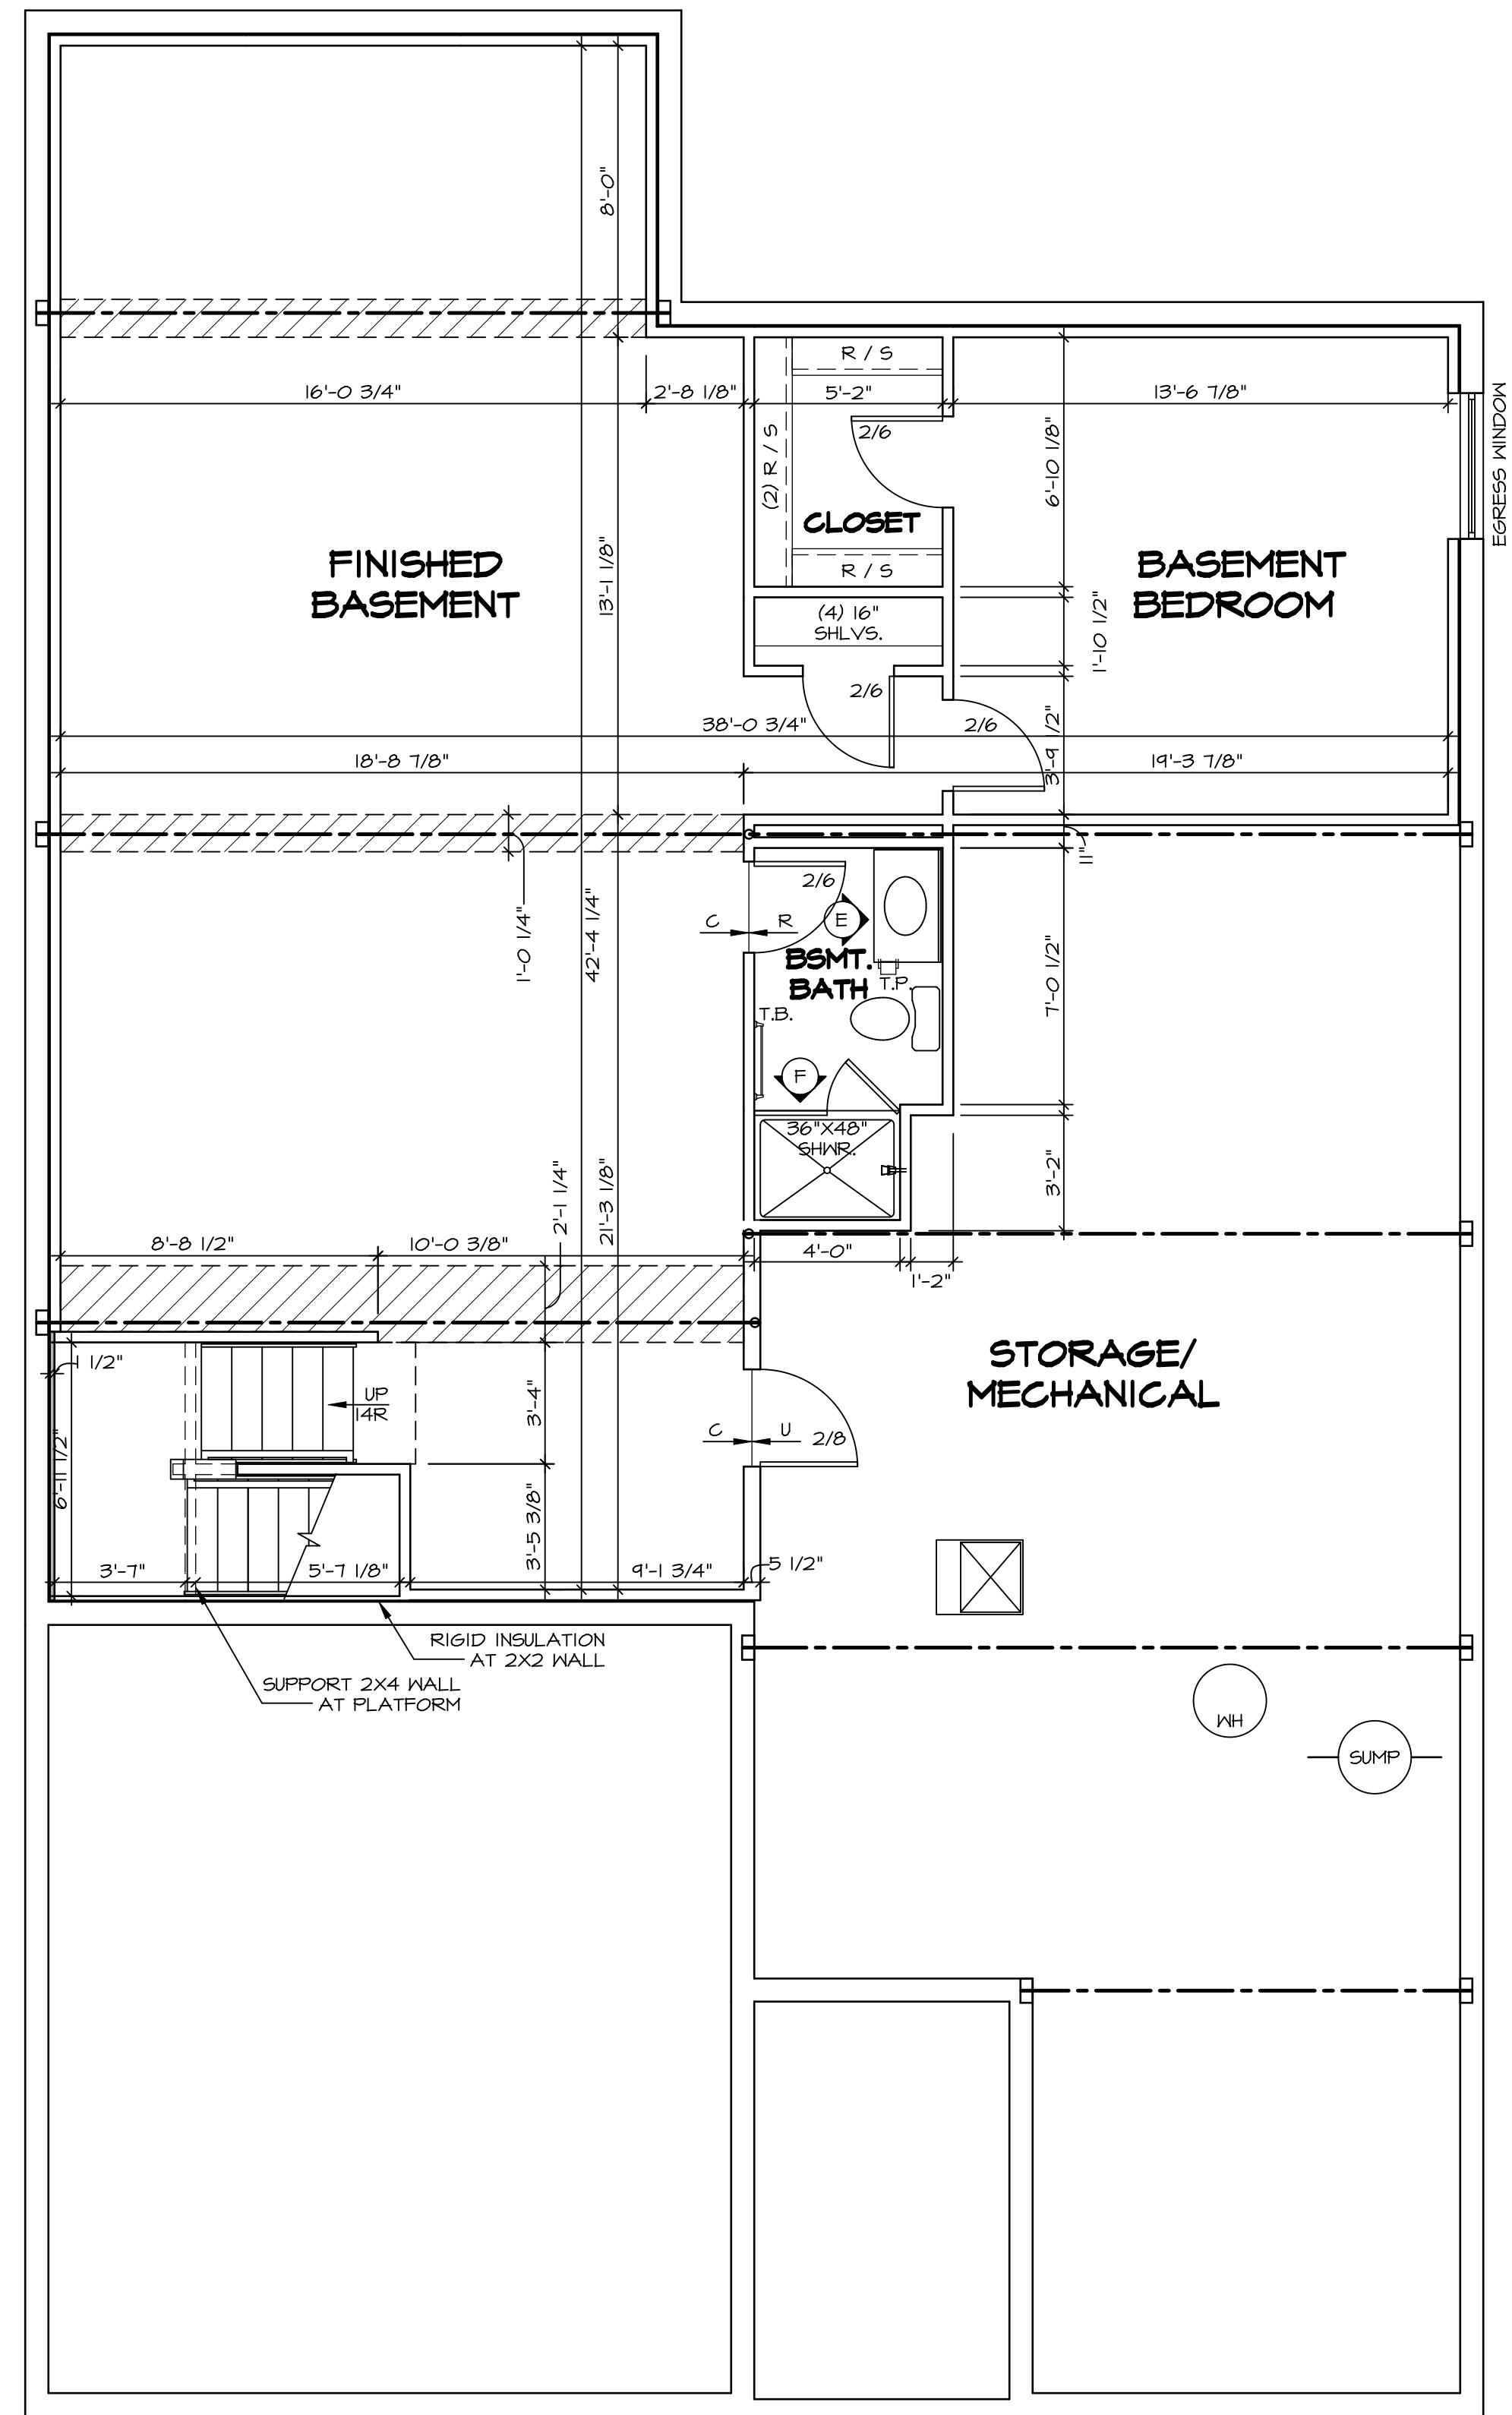 8'-0"
R / S
16'-0 3/4"
2'-8 1/8"
5'-2"
13'-6 7/8"
EGRESS WINDOW
2/6
(2) R / S
6'-10 1/8"
CLOSET
FINISHED
BASEMENT
13'-1 1/8"
R / S
BASEMENT
BEDROOM
(4) 16"
SHLVS.
1'-10 1/2"
2/6
38'-0 3/4"
2/6
3'-9 1/2"
18'-8 7/8"
19'-3 7/8"
11"
2/6
1'-0 1/4"
42'-4 1/4"
C
R
E
BSMT.
BATH
T.P.
7'-0 1/2"
T.B.
F
36"X48"
SHWR.
3'-2"
2'-1 1/4"
21'-3 1/8"
8'-8 1/2"
10'-0 3/8"
4'-0"
1'-2"
STORAGE/
MECHANICAL
1 1/2"
UP
14R
3'-4"
C
U
2/8
6'-11 1/2"
3'-5 3/8"
3'-7"
5'-7 1/8"
9'-1 3/4"
5 1/2"
RIGID INSULATION
AT 2X2 WALL
SUPPORT 2X4 WALL
AT PLATFORM
WH
SUMP